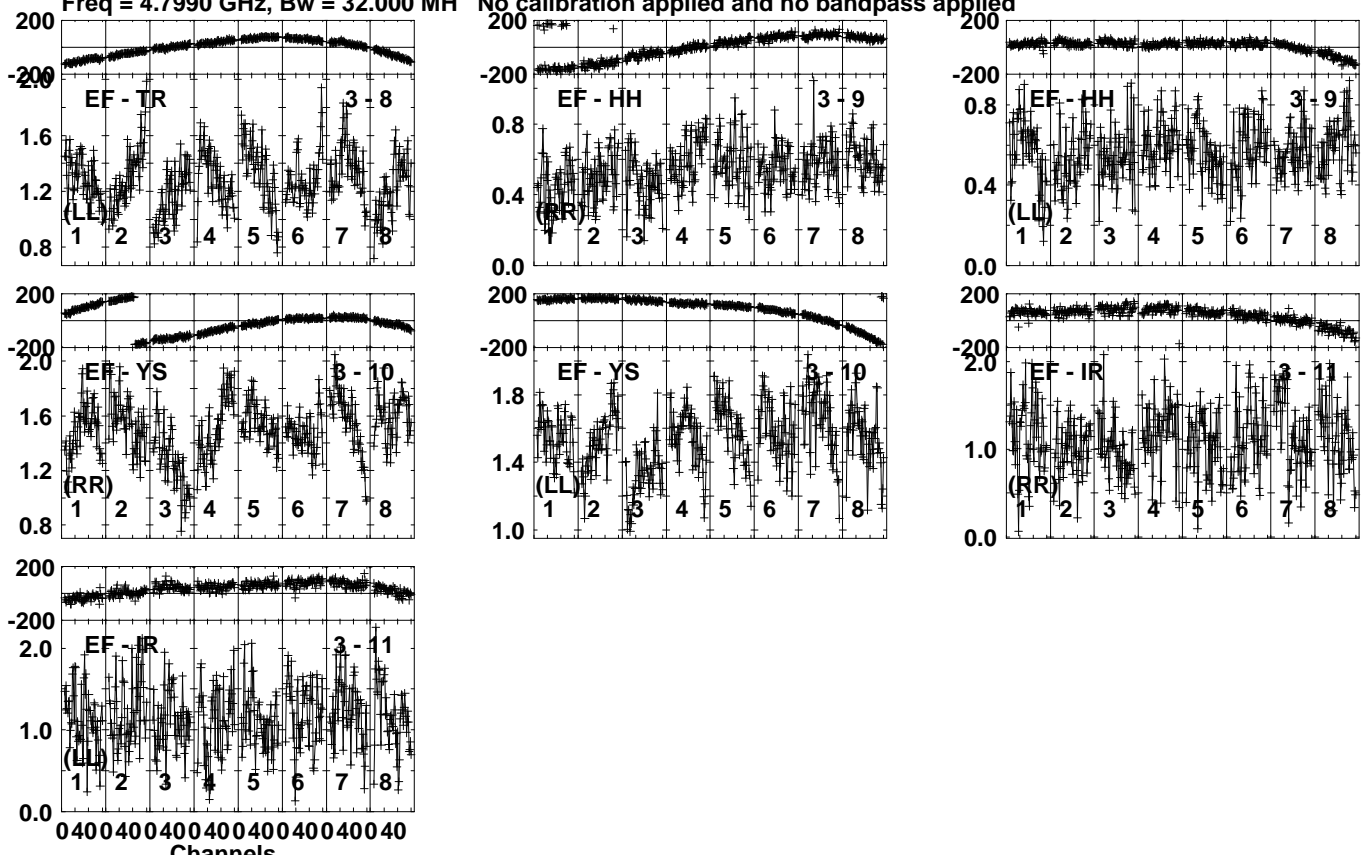 Freq = 4.7990 GHz, Bw = 32.000 MH No calibration applied and no bandpass applied
200
-200
2.0
1.6
1.2
0.8
EF - TR 3 - 8
(LL)
1 2 3 4 5 6 7 8
200
-200
0.8
0.4
0.0
EF - HH 3 - 9
(RR)
1 2 3 4 5 6 7 8
200
-200
0.8
0.4
0.0
EF - HH 3 - 9
(LL)
1 2 3 4 5 6 7 8
200
-200
2.0
1.6
1.2
0.8
EF - YS 3 - 10
(RR)
1 2 3 4 5 6 7 8
200
-200
1.8
1.4
1.0
EF - YS 3 - 10
(LL)
1 2 3 4 5 6 7 8
200
-200
2.0
1.0
0.0
EF - IR 3 - 11
(RR)
1 2 3 4 5 6 7 8
200
-200
2.0
1.0
0.0
EF - IR 3 - 11
(LL)
1 2 3 4 5 6 7 8
0 40 0 40 0 40 0 40 0 40 0 40 0 40 0 40
Channels